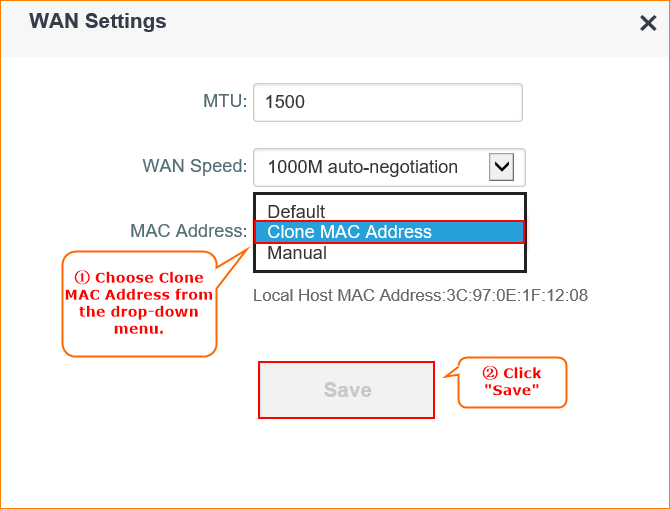 WAN Settings
MTU: 1500
WAN Speed: 1000M auto-negotiation
Default
MAC Address: Clone MAC Address
Manual
① Choose Clone
MAC Address from
the drop-down
menu.
Local Host MAC Address:3C:97:0E:1F:12:08
Save
② Click
"Save"